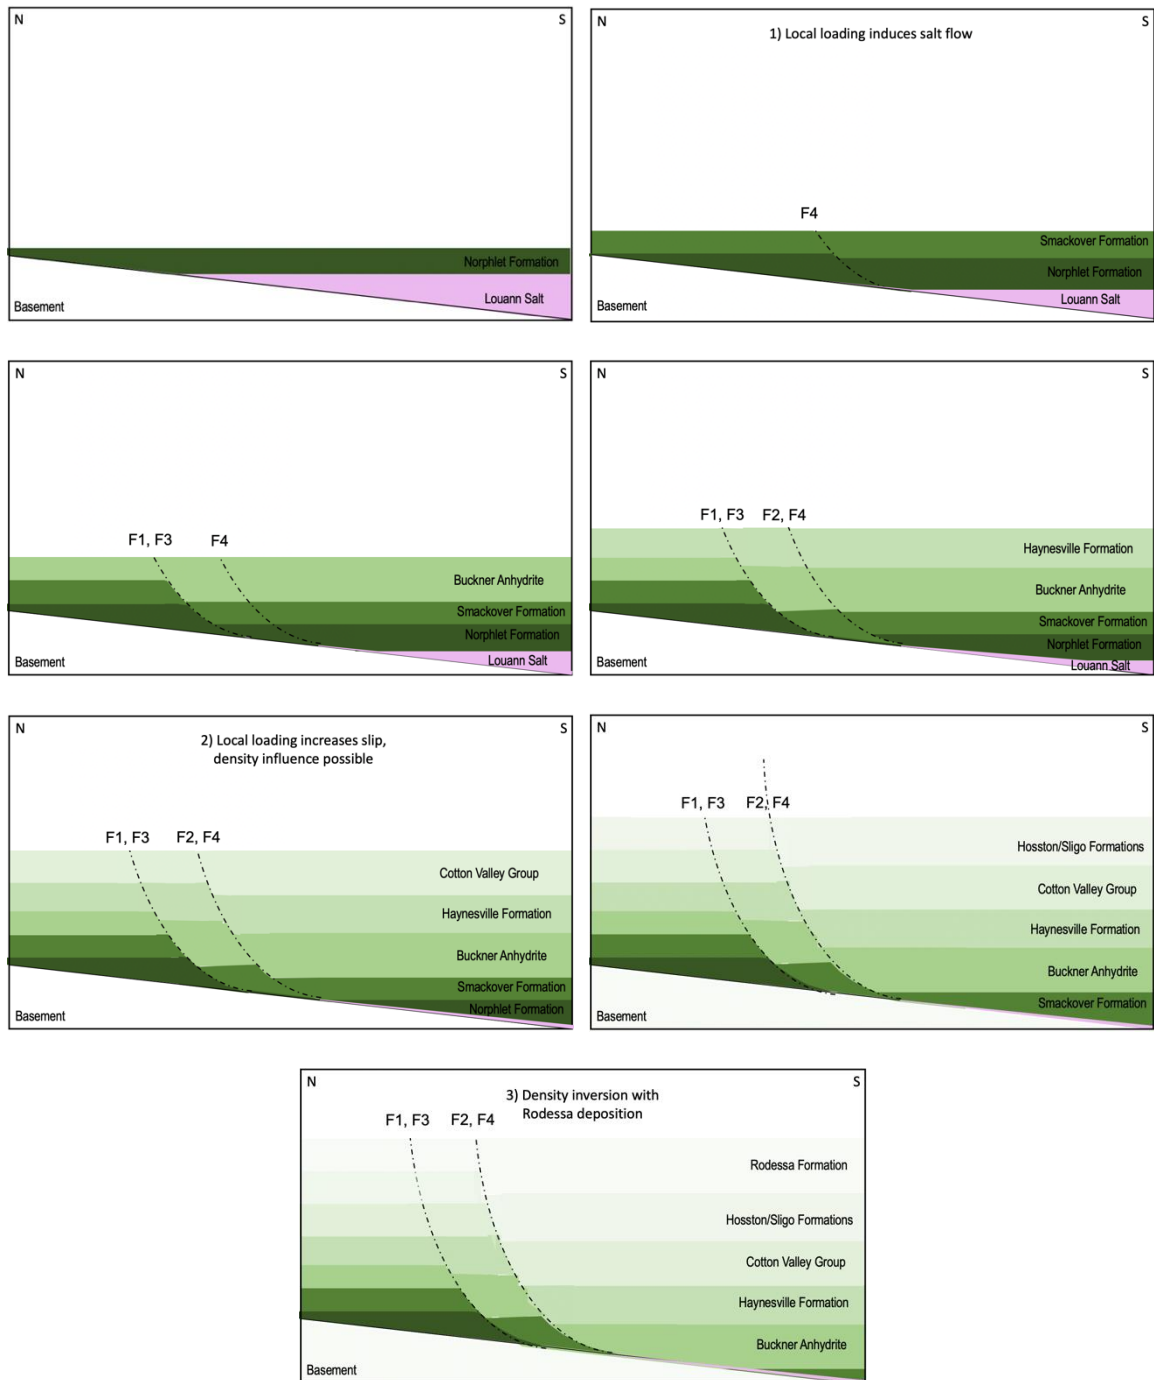 N S
Norphlet Formation
Louann Salt
Basement
N S
1) Local loading induces salt flow
F4
Smackover Formation
Norphlet Formation
Louann Salt
Basement
N S
F1, F3 F4
Buckner Anhydrite
Smackover Formation
Norphlet Formation
Louann Salt
Basement
N S
F1, F3 F2, F4
Haynesville Formation
Buckner Anhydrite
Smackover Formation
Norphlet Formation
Louann Salt
Basement
N S
2) Local loading increases slip,
density influence possible
F1, F3 F2, F4
Cotton Valley Group
Haynesville Formation
Buckner Anhydrite
Smackover Formation
Norphlet Formation
Basement
N S
F1, F3 F2, F4
Hosston/Sligo Formations
Cotton Valley Group
Haynesville Formation
Buckner Anhydrite
Smackover Formation
Basement
N S
3) Density inversion with
Rodessa deposition
F1, F3 F2, F4
Rodessa Formation
Hosston/Sligo Formations
Cotton Valley Group
Haynesville Formation
Buckner Anhydrite
Basement